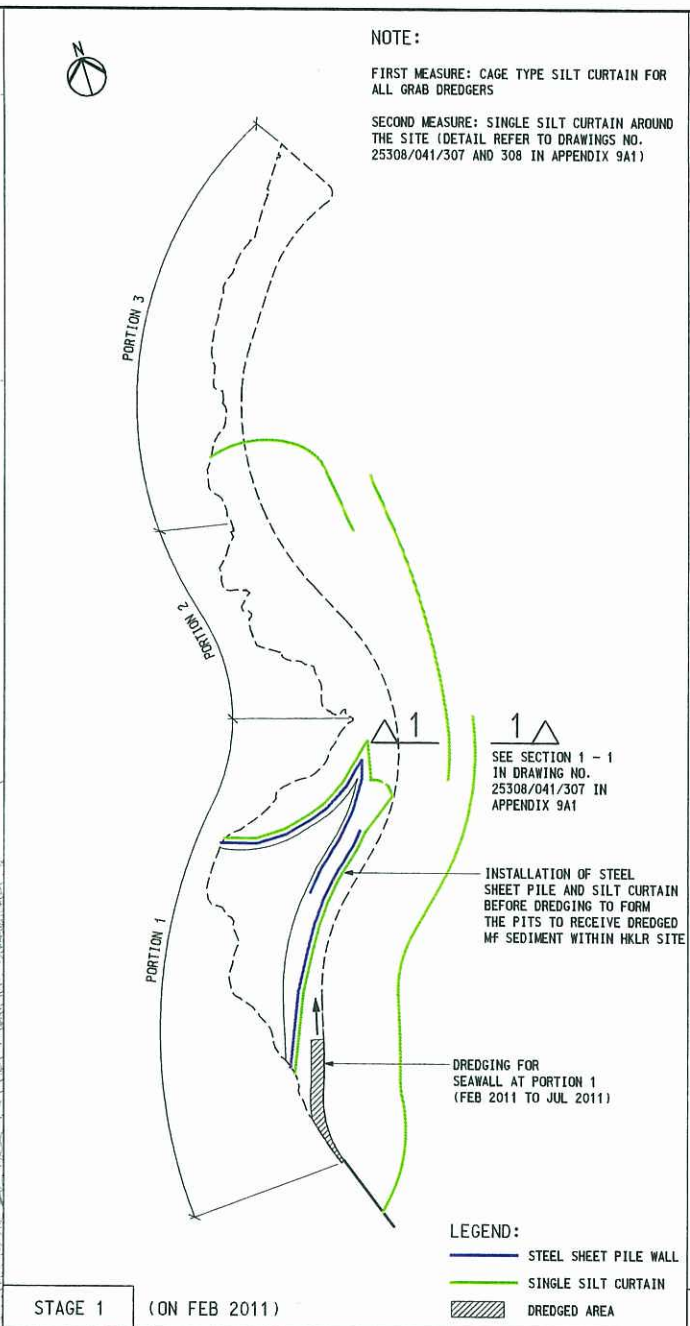 N
NOTE:
FIRST MEASURE: CAGE TYPE SILT CURTAIN FOR
ALL GRAB DREDGERS
SECOND MEASURE: SINGLE SILT CURTAIN AROUND
THE SITE (DETAIL REFER TO DRAWINGS NO.
25308/041/307 AND 308 IN APPENDIX 9A1)
PORTION 3
PORTION 2
1
1
SEE SECTION 1 - 1
IN DRAWING NO.
25308/041/307 IN
APPENDIX 9A1
INSTALLATION OF STEEL
SHEET PILE AND SILT CURTAIN
BEFORE DREDGING TO FORM
THE PITS TO RECEIVE DREDGED
Mf SEDIMENT WITHIN HKLR SITE
PORTION 1
DREDGING FOR
SEAWALL AT PORTION 1
(FEB 2011 TO JUL 2011)
LEGEND:
STEEL SHEET PILE WALL
SINGLE SILT CURTAIN
DREDGED AREA
STAGE 1 (ON FEB 2011)